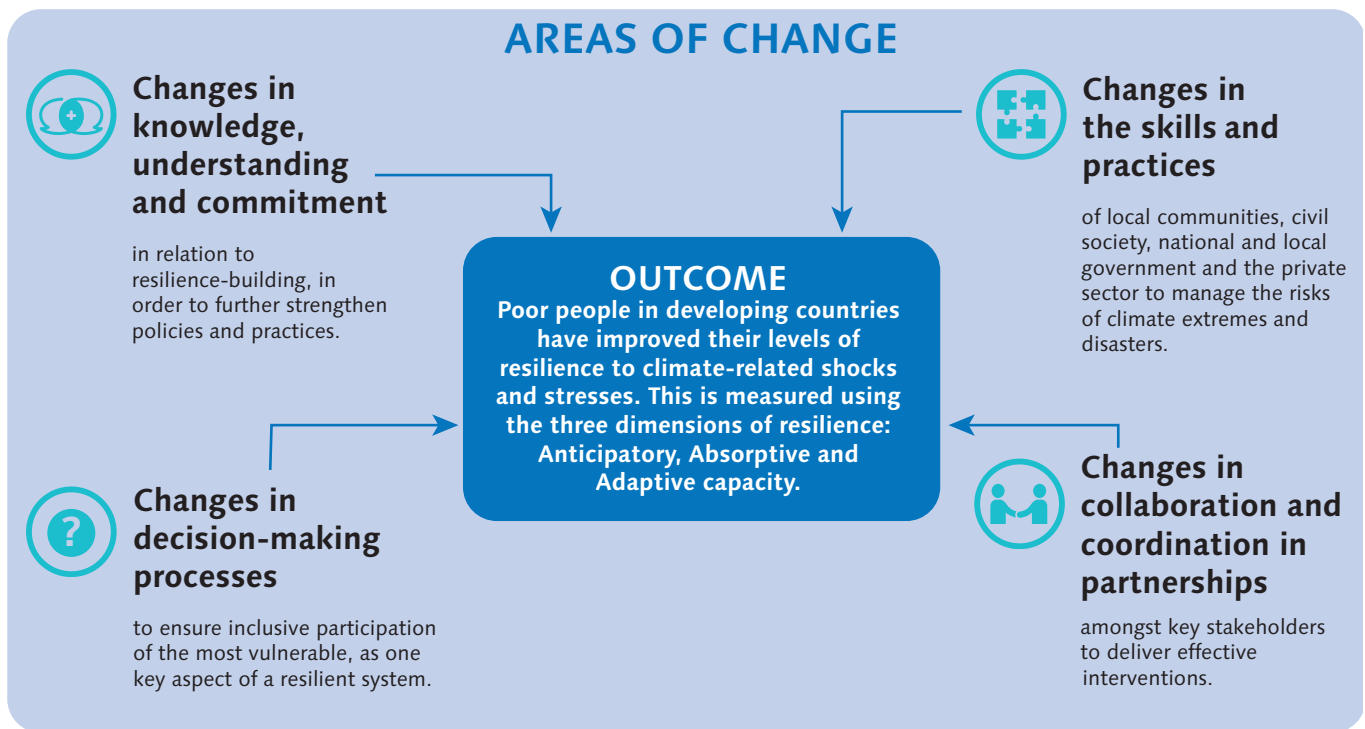 AREAS OF CHANGE
Changes in
knowledge,
understanding
and commitment
in relation to
resilience-building, in
order to further strengthen
policies and practices.
Changes in
the skills and
practices
of local communities, civil
society, national and local
government and the private
sector to manage the risks
of climate extremes and
disasters.
OUTCOME
Poor people in developing countries
have improved their levels of
resilience to climate-related shocks
and stresses. This is measured using
the three dimensions of resilience:
Anticipatory, Absorptive and
Adaptive capacity.
?
Changes in
decision-making
processes
to ensure inclusive participation
of the most vulnerable, as one
key aspect of a resilient system.
Changes in
collaboration and
coordination in
partnerships
amongst key stakeholders
to deliver effective
interventions.